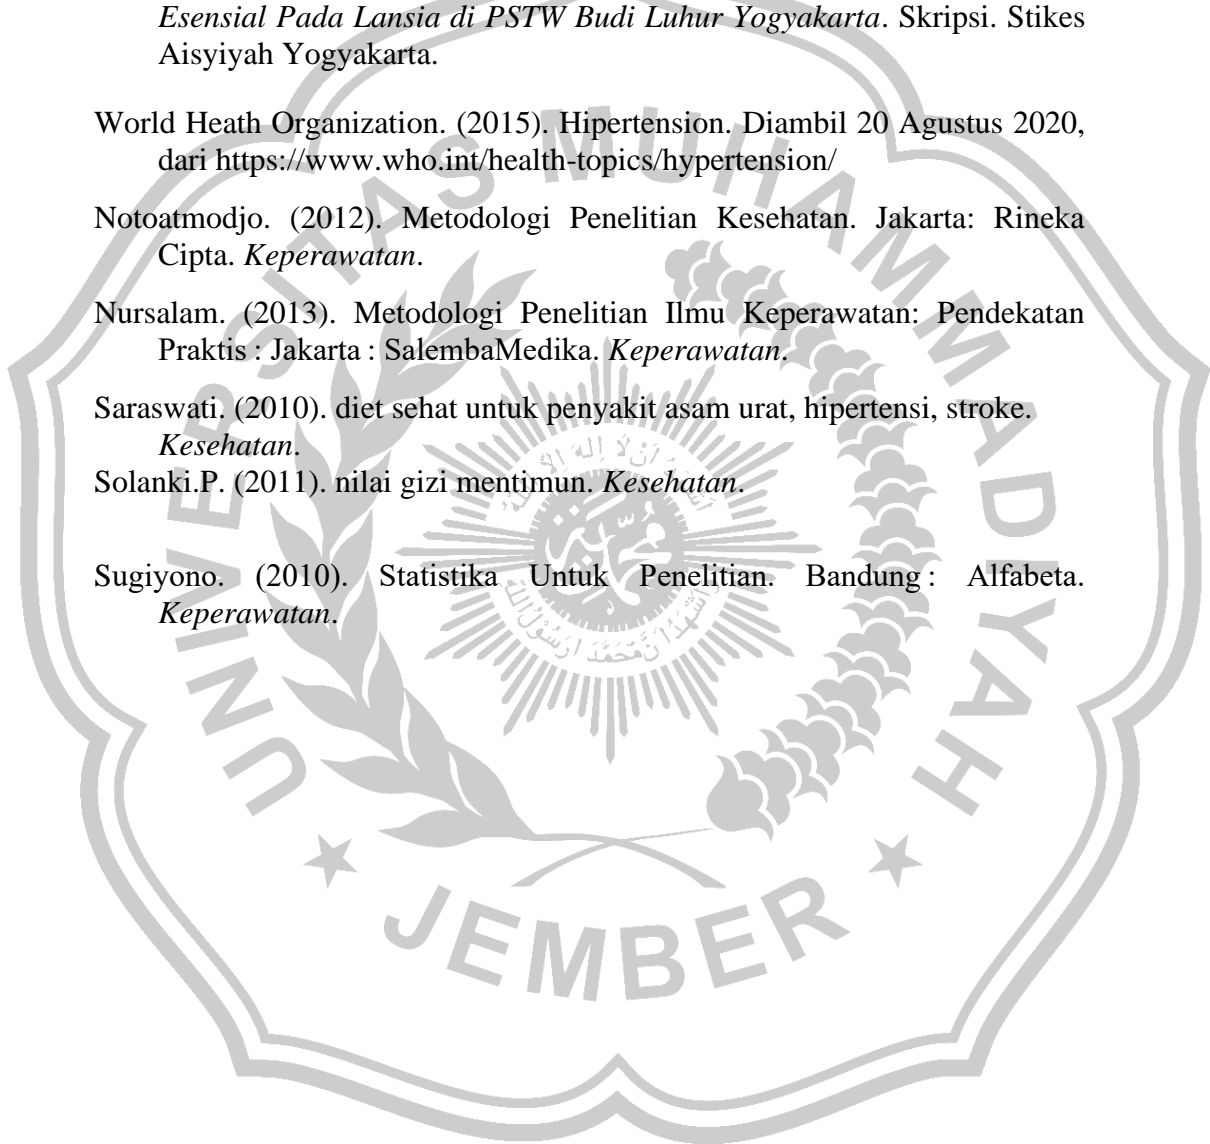 Esensial Pada Lansia di PSTW Budi Luhur Yogyakarta. Skripsi. Stikes
Aisyiyah Yogyakarta.
World Heath Organization. (2015). Hipertension. Diambil 20 Agustus 2020,
dari https://www.who.int/health-topics/hypertension/
Notoatmodjo. (2012). Metodologi Penelitian Kesehatan. Jakarta: Rineka
Cipta. Keperawatan.
Nursalam. (2013). Metodologi Penelitian Ilmu Keperawatan: Pendekatan
Praktis : Jakarta : SalembaMedika. Keperawatan.
Saraswati. (2010). diet sehat untuk penyakit asam urat, hipertensi, stroke.
Kesehatan.
Solanki.P. (2011). nilai gizi mentimun. Kesehatan.
Sugiyono. (2010). Statistika Untuk Penelitian. Bandung : Alfabeta.
Keperawatan.
UNIVERSITAS MUHAMMADIYAH
JEMBER